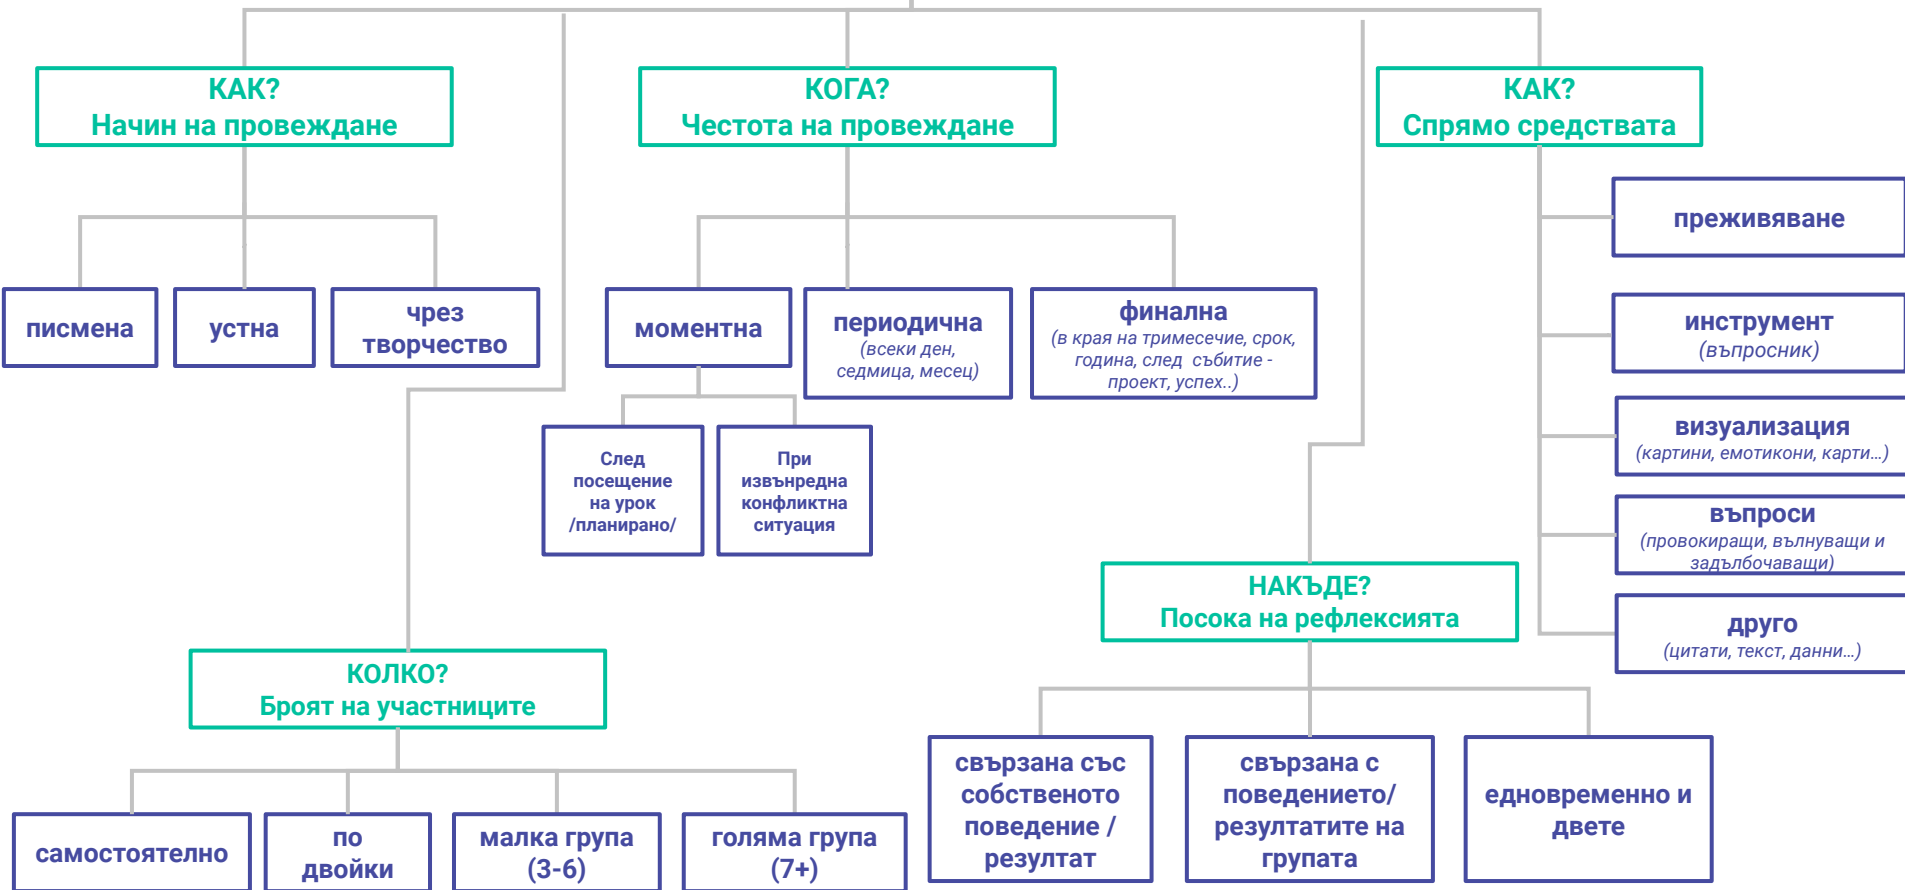 КАК?
Начин на провеждане
КОГА?
Честота на провеждане
КАК?
Спрямо средствата
писмена
устна
чрез
творчество
моментна
периодична
(всеки ден,
седмица, месец)
финална
(в края на тримесечие, срок,
година, след събитие -
проект, успех..)
След
посещение
на урок
/планирано/
При
извънредна
конфликтна
ситуация
преживяване
инструмент
(въпросник)
визуализация
(картини, емотикони, карти…)
въпроси
(провокиращи, вълнуващи и
задълбочаващи)
друго
(цитати, текст, данни…)
НАКЪДЕ?
Посока на рефлексията
свързана със
собственото
поведение /
резултат
свързана с
поведението/
резултатите на
групата
едновременно и
двете
КОЛКО?
Броят на участниците
самостоятелно
по
двойки
малка група
(3-6)
голяма група
(7+)